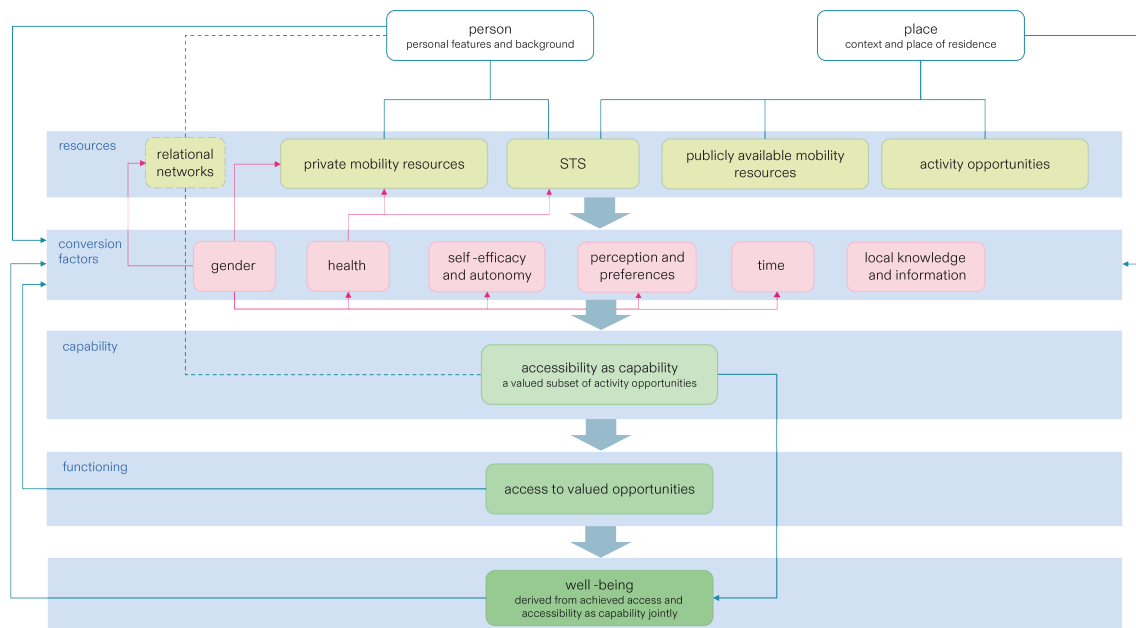 person
personal features and background
place
context and place of residence
resources
relational
networks
private mobility resources
STS
publicly available mobility
resources
activity opportunities
conversion
factors
gender
health
self -efficacy
and autonomy
perception and
preferences
time
local knowledge
and information
capability
accessibility as capability
a valued subset of activity opportunities
functioning
access to valued opportunities
well -being
derived from achieved access and
accessibility as capability jointly